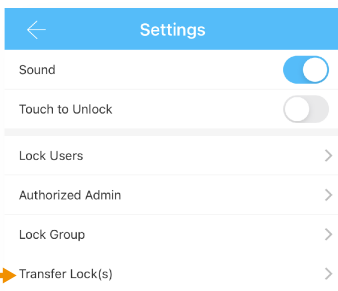 Settings
Sound
Touch to Unlock
Lock Users
Authorized Admin
Lock Group
Transfer Lock(s)